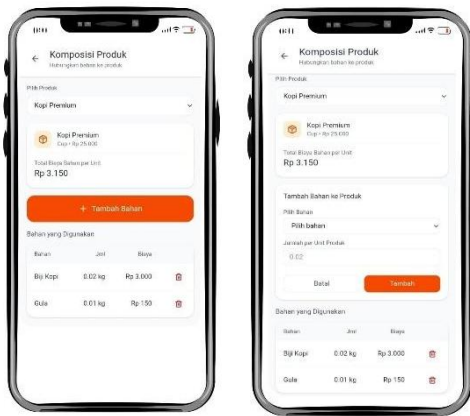 Komposisi Produk
Hubungkan bahan ke produk
Pilih Produk
Kopi Premium
Kopi Premium
Cup • Rp 25.000
Total Biaya Bahan per Unit
Rp 3.150
+ Tambah Bahan
Bahan yang Digunakan
Bahan Jml Biaya
Biji Kopi 0.02 kg Rp 3.000
Gula 0.01 kg Rp 150
Komposisi Produk
Hubungkan bahan ke produk
Pilih Produk
Kopi Premium
Kopi Premium
Cup • Rp 25.000
Total Biaya Bahan per Unit
Rp 3.150
Tambah Bahan ke Produk
Pilih Bahan
Pilih bahan
Jumlah per Unit Produk
0.02
Batal Tambah
Bahan yang Digunakan
Bahan Jml Biaya
Biji Kopi 0.02 kg Rp 3.000
Gula 0.01 kg Rp 150